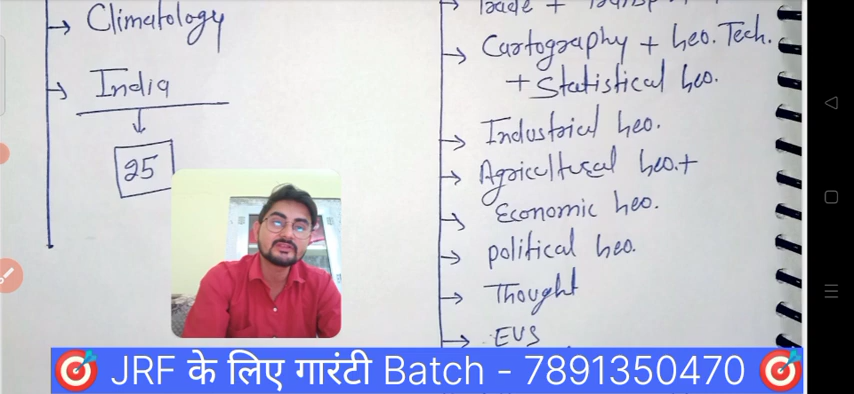 → Climatology
→ India
↓
25
→ Trade +
→ Cartography + Geo. Tech.
+ Statistical Geo.
→ Industrial Geo.
→ Agricultural Geo. +
→ Economic Geo.
→ political Geo.
→ Thought
→ EVS
🎯 JRF के लिए गारंटी Batch - 7891350470 🎯